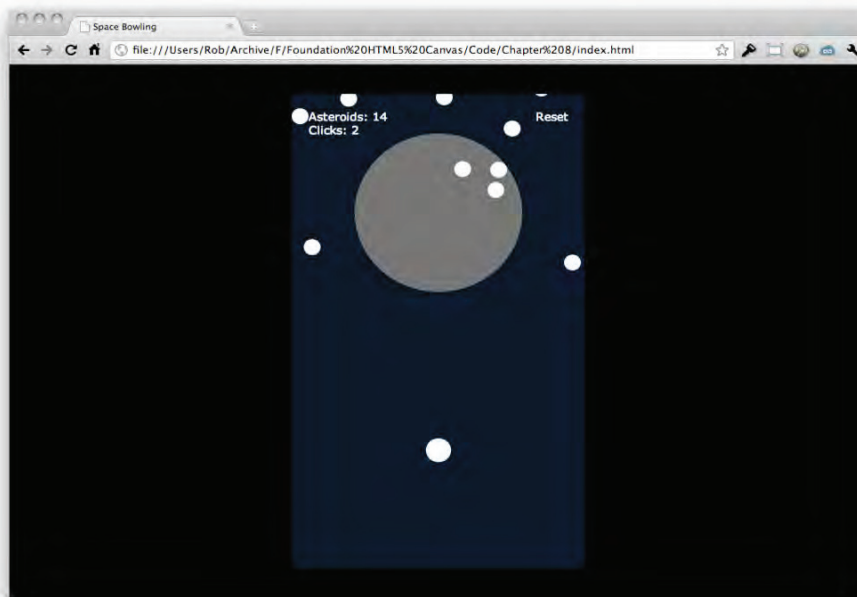 Space Bowling
file:///Users/Rob/Archive/F/Foundation%20HTML5%20Canvas/Code/Chapter%208/index.html
Asteroids: 14
Reset
Clicks: 2